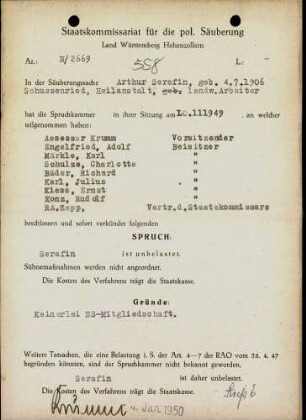 Staatskommissariat für die pol. Säuberung
Land Württemberg Hohenzollern
Az.: N/2669 558 L: -
In der Säuberungssache Arthur Serafin, geb. 4.7.1906
Schussenried, Heilanstalt, geb. landw.Arbeiter
hat die Spruchkammer in ihrer Sitzung am 10.111949 an welcher
teilgenommen haben:
Assessor Krumm Vorsitzender
Engelfried, Adolf Beisitzer
Märkle, Karl "
Schulze, Charlotte "
Bäder, Richard "
Karl, Julius "
Kiess, Ernst "
Konz, Rudolf "
RA.Zepp, Vertr.d.Staatskommissars
beschlossen und sofort verkündet folgenden
SPRUCH:
Serafin ist unbelastet.
Sühnemaßnahmen werden nicht angeordnet.
Die Kosten des Verfahrens trägt die Staatskasse.
Gründe:
Keinerlei NS-Mitgliedschaft.
Weitere Tatsachen, die eine Belastung i. S. der Art. 4-7 der RAO vom 25. 4. 47
begründen könnten, sind der Spruchkammer nicht bekannt geworden.
Serafin ist daher unbelastet.
Die Kosten des Verfahrens trägt die Staatskasse.
4. Jan. 1950